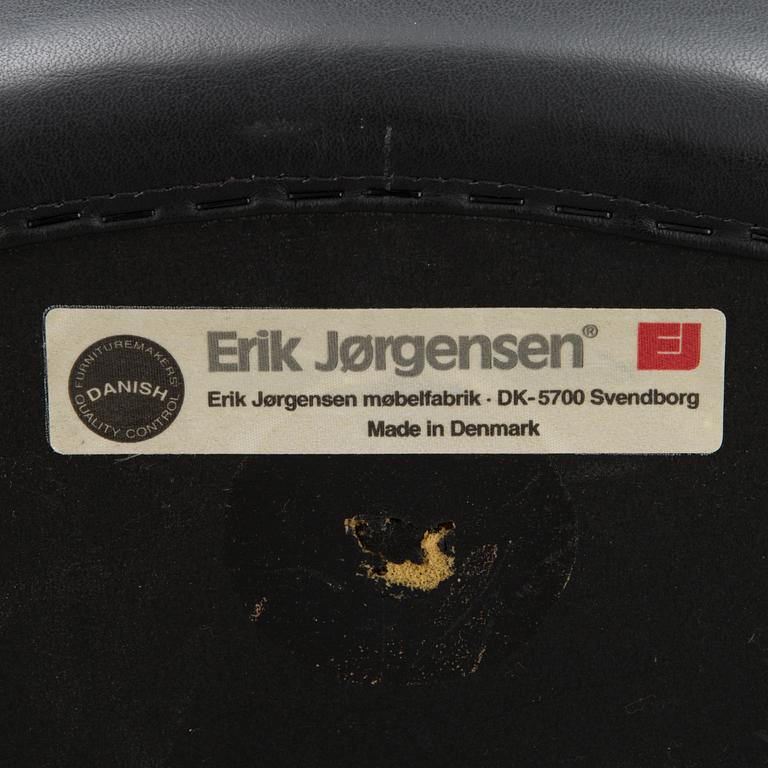 FURNITUREMAKERS'
DANISH
QUALITY CONTROL
Erik Jørgensen®
EJ
Erik Jørgensen møbelfabrik · DK-5700 Svendborg
Made in Denmark